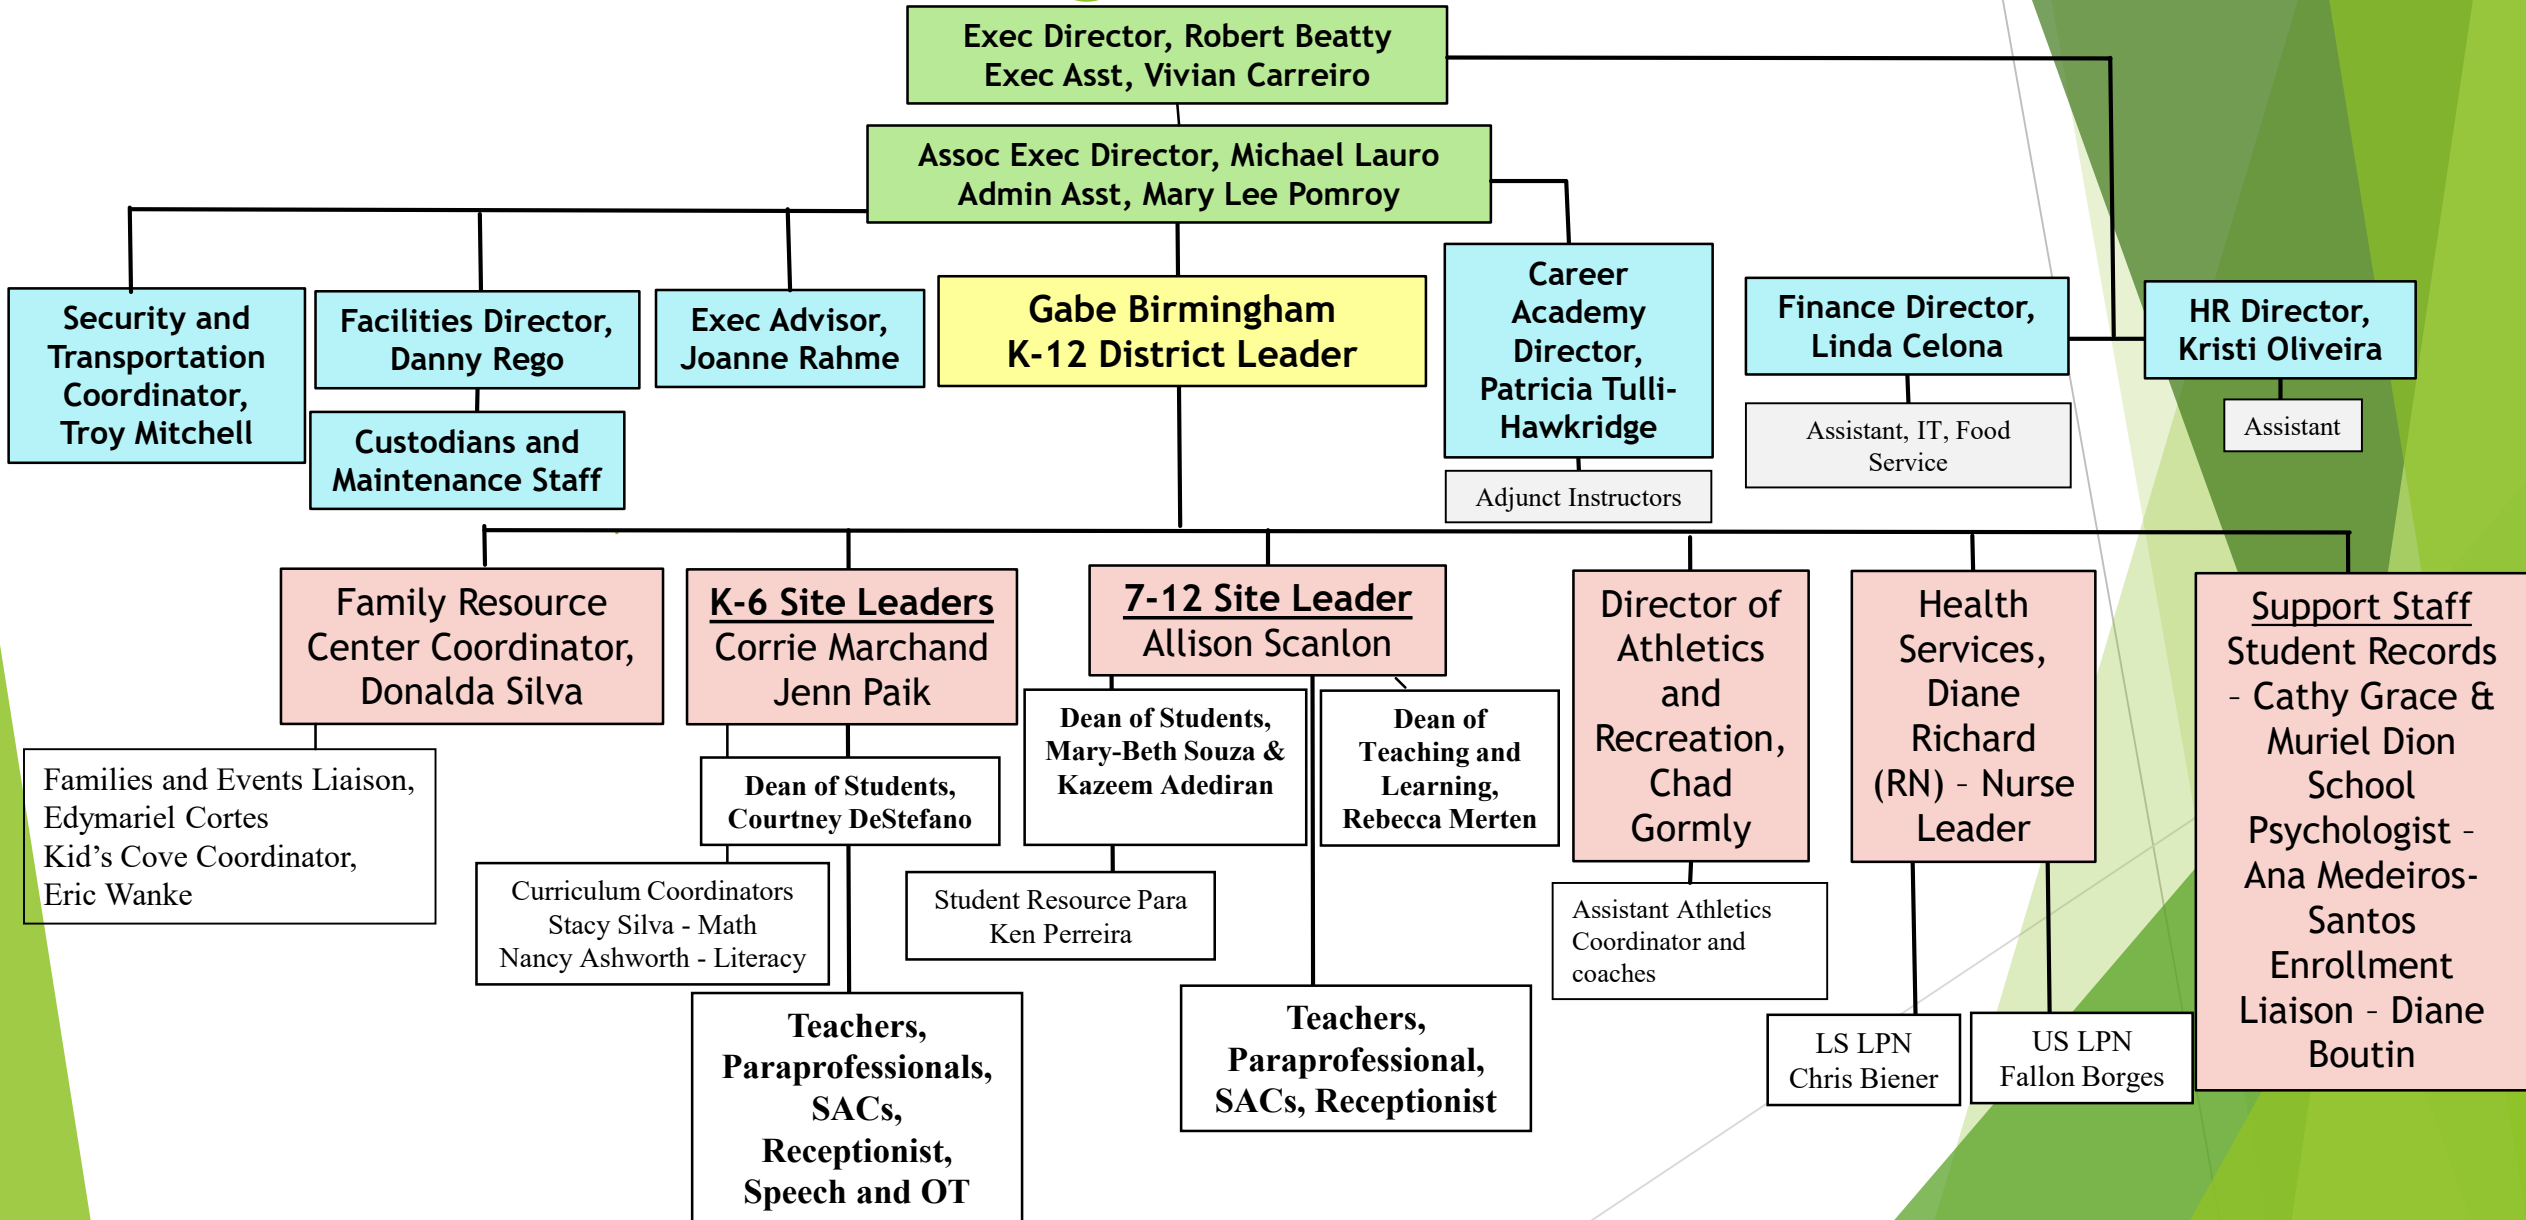 Exec Director, Robert Beatty
Exec Asst, Vivian Carreiro
Assoc Exec Director, Michael Lauro
Admin Asst, Mary Lee Pomroy
Security and
Transportation
Coordinator,
Troy Mitchell
Facilities Director,
Danny Rego
Custodians and
Maintenance Staff
Exec Advisor,
Joanne Rahme
Gabe Birmingham
K-12 District Leader
Career
Academy
Director,
Patricia Tulli-
Hawkridge
Adjunct Instructors
Finance Director,
Linda Celona
Assistant, IT, Food
Service
HR Director,
Kristi Oliveira
Assistant
Family Resource
Center Coordinator,
Donalda Silva
Families and Events Liaison,
Edymariel Cortes
Kid’s Cove Coordinator,
Eric Wanke
K-6 Site Leaders
Corrie Marchand
Jenn Paik
Dean of Students,
Courtney DeStefano
Curriculum Coordinators
Stacy Silva - Math
Nancy Ashworth - Literacy
Teachers,
Paraprofessionals,
SACs,
Receptionist,
Speech and OT
7-12 Site Leader
Allison Scanlon
Dean of Students,
Mary-Beth Souza &
Kazeem Adediran
Student Resource Para
Ken Perreira
Dean of
Teaching and
Learning,
Rebecca Merten
Teachers,
Paraprofessional,
SACs, Receptionist
Director of
Athletics
and
Recreation,
Chad
Gormly
Assistant Athletics
Coordinator and
coaches
Health
Services,
Diane
Richard
(RN) – Nurse
Leader
LS LPN
Chris Biener
US LPN
Fallon Borges
Support Staff
Student Records
– Cathy Grace &
Muriel Dion
School
Psychologist –
Ana Medeiros-
Santos
Enrollment
Liaison – Diane
Boutin